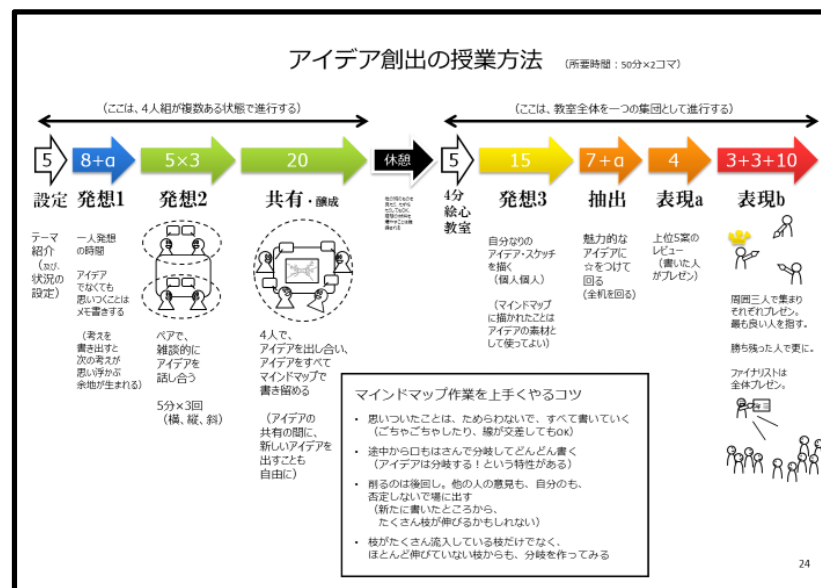 アイデア創出の授業方法 (所要時間：50分×2コマ)
(ここは、4人組が複数ある状態で進行する)
(ここは、教室全体を一つの集団として進行する)
5
8+α
5×3
20
休憩
5
15
7+α
4
3+3+10
設定
発想1
発想2
共有・醸成
4分
絵心
教室
発想3
抽出
表現a
表現b
テーマ
紹介
(及び、
状況の
設定)
一人発想
の時間
アイデア
でなくても
思いつくことは
メモ書きする
(考えを
書き出すと
次の考えが
思い浮かぶ
余地が生まれる)
ペアで、
雑談的に
アイデアを
話し合う
5分×3回
(横、縦、斜)
4人で、
アイデアを出し合い、
アイデアをすべて
マインドマップで
書き留める
(アイデアの
共有の間に、
新しいアイデアを
出すことも
自由に)
自分なりの
アイデア・スケッチ
を描く
(個人個人)
(マインドマップ
に描かれたことは
アイデアの素材と
して使ってよい)
魅力的な
アイデアに
☆をつけて
回る
(全机を回る)
上位5案の
レビュー
(書いた人
がプレゼン)
周囲三人で集まり
それぞれプレゼン。
最も良い人を指す。
勝ち残った人で更に。
ファイナリストは
全体プレゼン。
マインドマップ作業を上手くやるコツ
• 思いついたことは、ためらわないで、すべて書いていく
(ごちゃごちゃしたり、線が交差してもOK)
• 途中から口もはさんで分岐してどんどん書く
(アイデアは分岐する！という特性がある)
• 削るのは後回し。他の人の意見も、自分のも、
否定しないで場に出す
(新たに書いたところから、
たくさん枝が伸びるかもしれない)
• 枝がたくさん流入している枝だけでなく、
ほとんど伸びていない枝からも、分岐を作ってみる
24